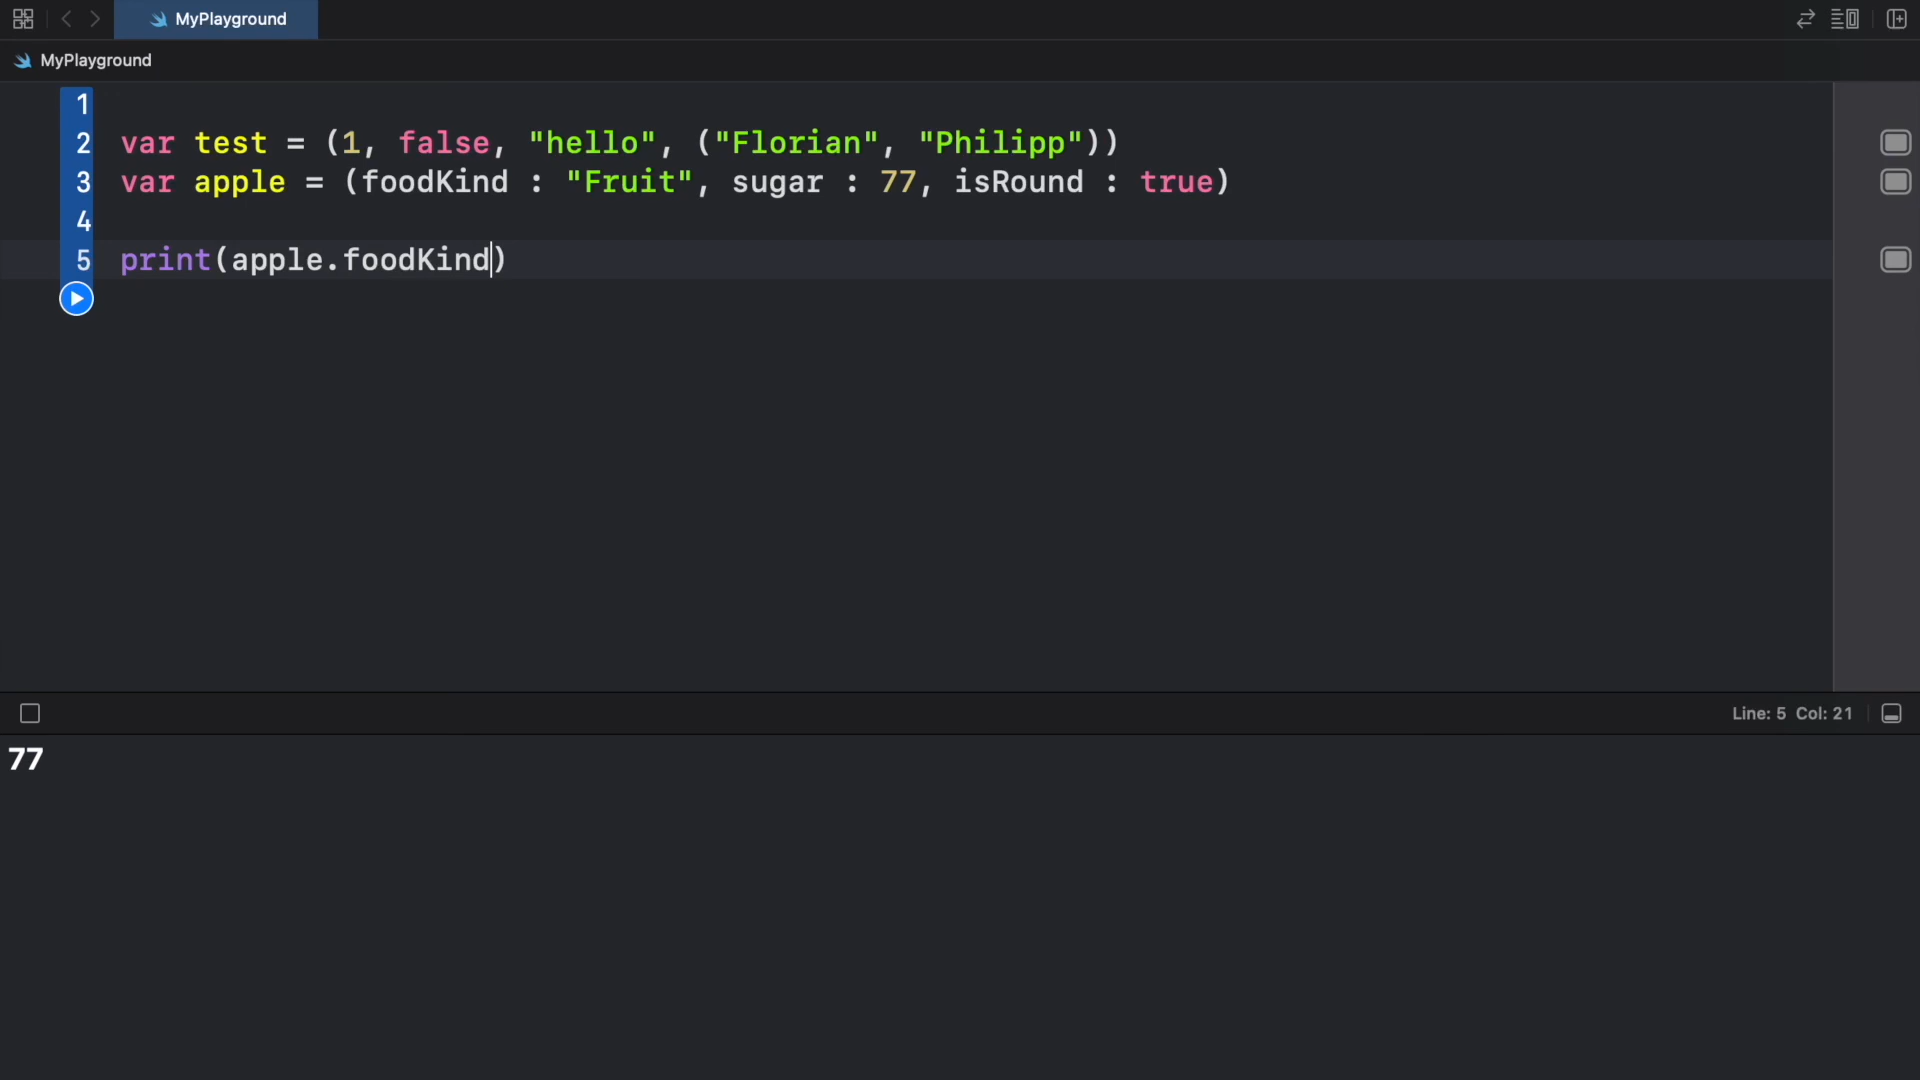 MyPlayground
MyPlayground
1
2 var test = (1, false, "hello", ("Florian", "Philipp"))
3 var apple = (foodKind : "Fruit", sugar : 77, isRound : true)
4
5 print(apple.foodKind)
Line: 5 Col: 21
77